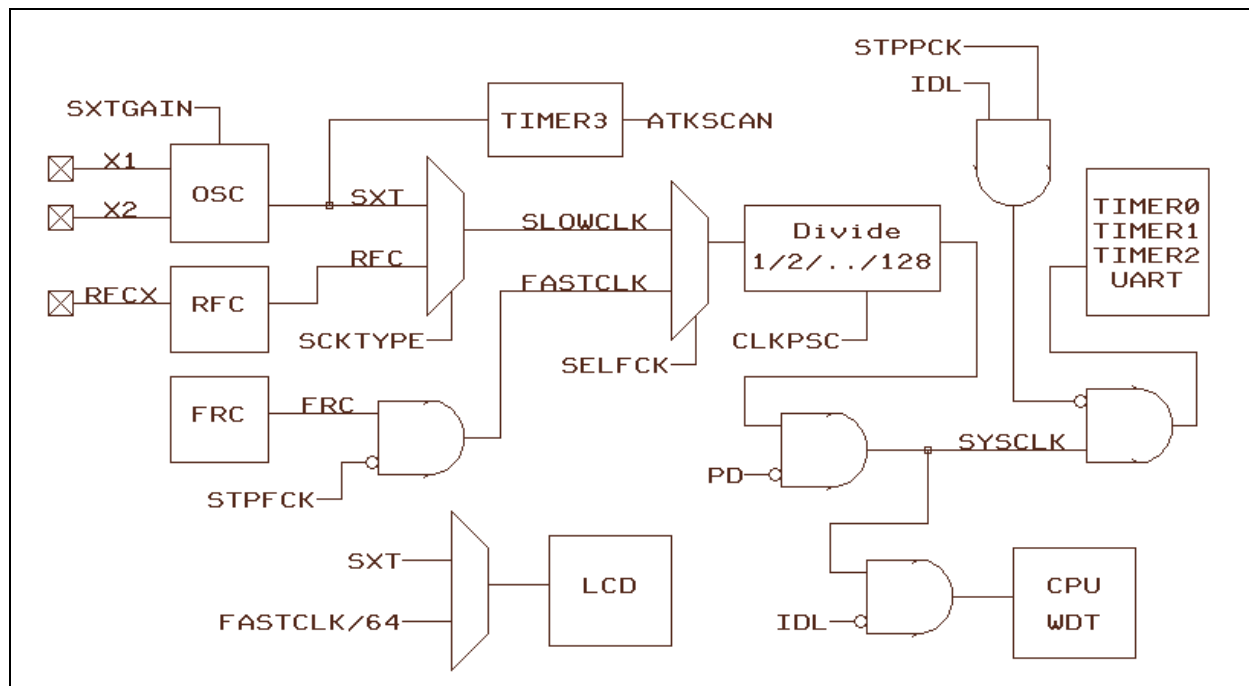 STPPCK
IDL
SXTGAIN
TIMER3
ATKSCAN
X1
OSC
X2
SXT
SLOWCLK
Divide
1/2/../128
TIMER0
TIMER1
TIMER2
UART
RFCX
RFC
RFC
FASTCLK
SCKTYPE
SELFCK
CLKPSC
FRC
FRC
STPFCK
PD
SYSCLK
SXT
FASTCLK/64
LCD
IDL
CPU
WDT